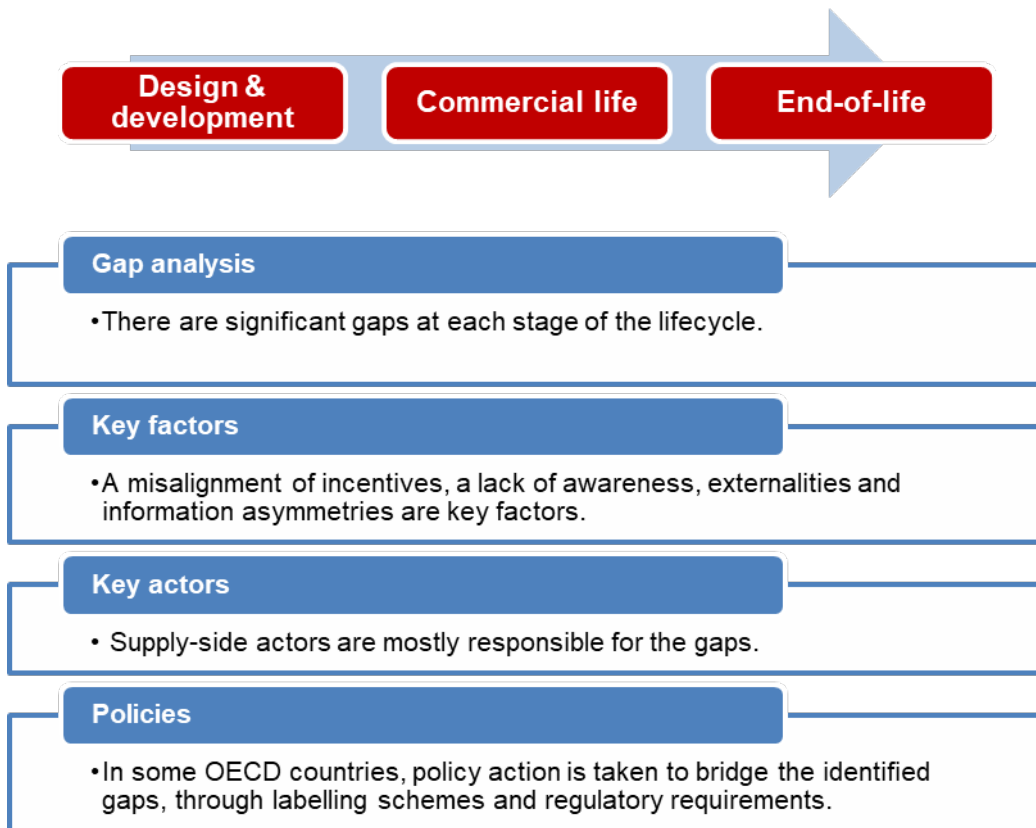 Design &
development
Commercial life
End-of-life
Gap analysis
•There are significant gaps at each stage of the lifecycle.
Key factors
•A misalignment of incentives, a lack of awareness, externalities and
information asymmetries are key factors.
Key actors
• Supply-side actors are mostly responsible for the gaps.
Policies
•In some OECD countries, policy action is taken to bridge the identified
gaps, through labelling schemes and regulatory requirements.